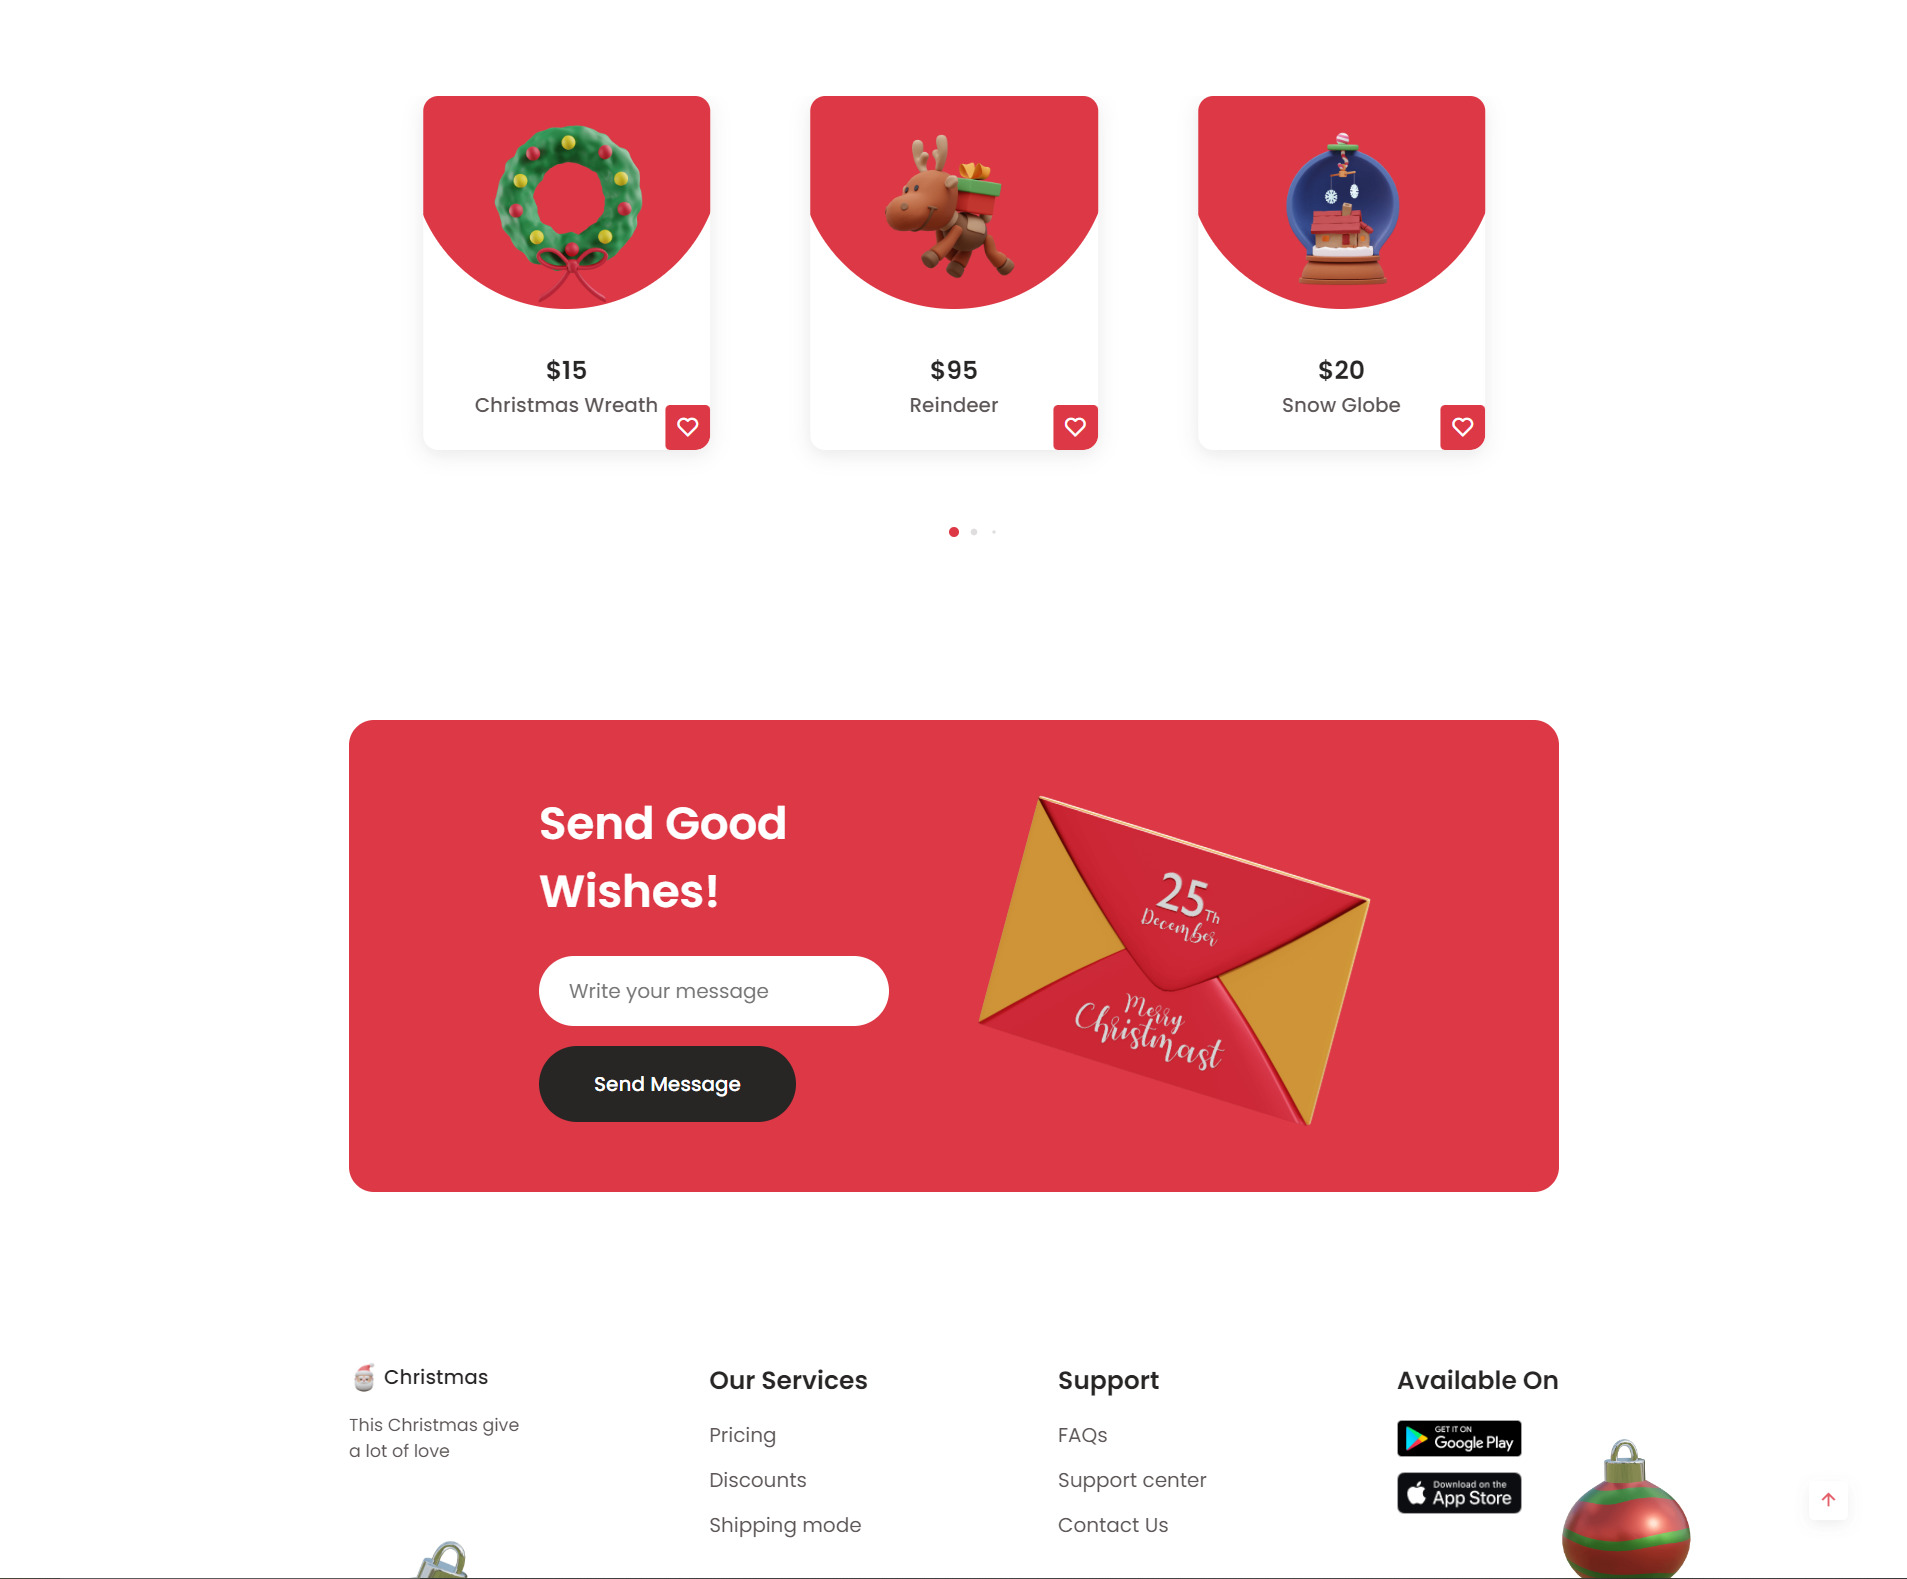 $15
Christmas Wreath
$95
Reindeer
$20
Snow Globe
Send Good
Wishes!
Write your message
Send Message
25Th
December
Merry
Christmast
Christmas
This Christmas give
a lot of love
Our Services
Pricing
Discounts
Shipping mode
Support
FAQs
Support center
Contact Us
Available On
GET IT ON
Google Play
Download on the
App Store